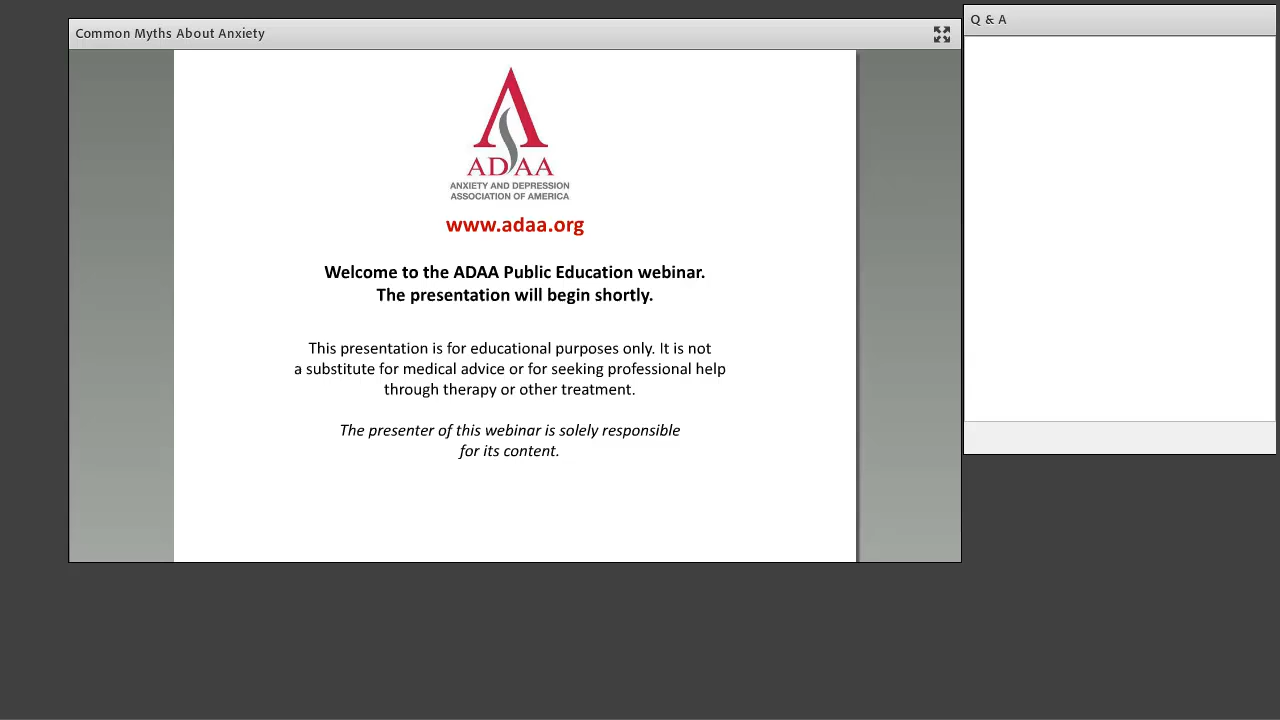 Common Myths About Anxiety
Q & A
ADAA
ANXIETY AND DEPRESSION
ASSOCIATION OF AMERICA
www.adaa.org
Welcome to the ADAA Public Education webinar.
The presentation will begin shortly.
This presentation is for educational purposes only. It is not
a substitute for medical advice or for seeking professional help
through therapy or other treatment.
The presenter of this webinar is solely responsible
for its content.